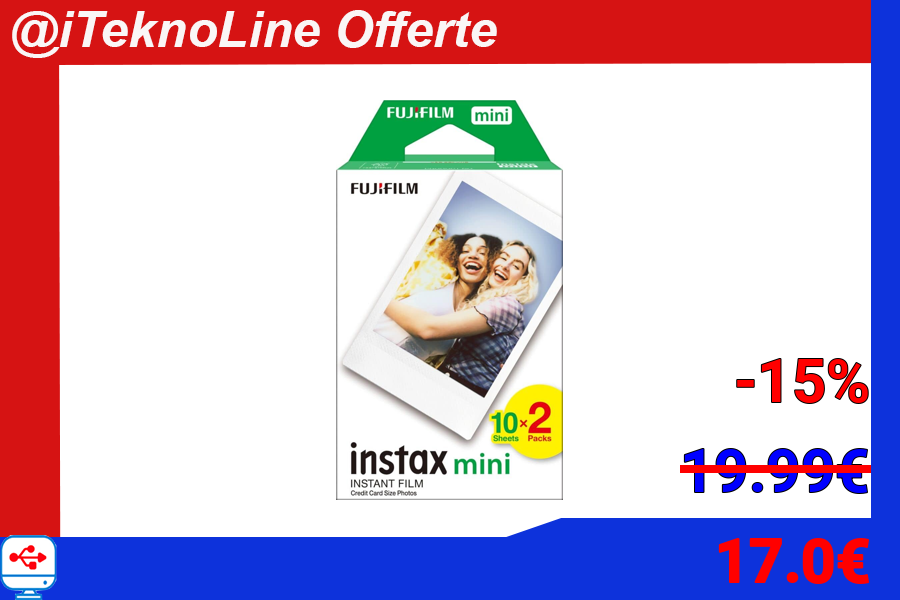 @iTeknoLine Offerte
FUJIFILM mini
FUJIFILM
10 × 2
Sheets Packs
instax mini
INSTANT FILM
Credit Card Size Photos
-15%
19.99€
17.0€